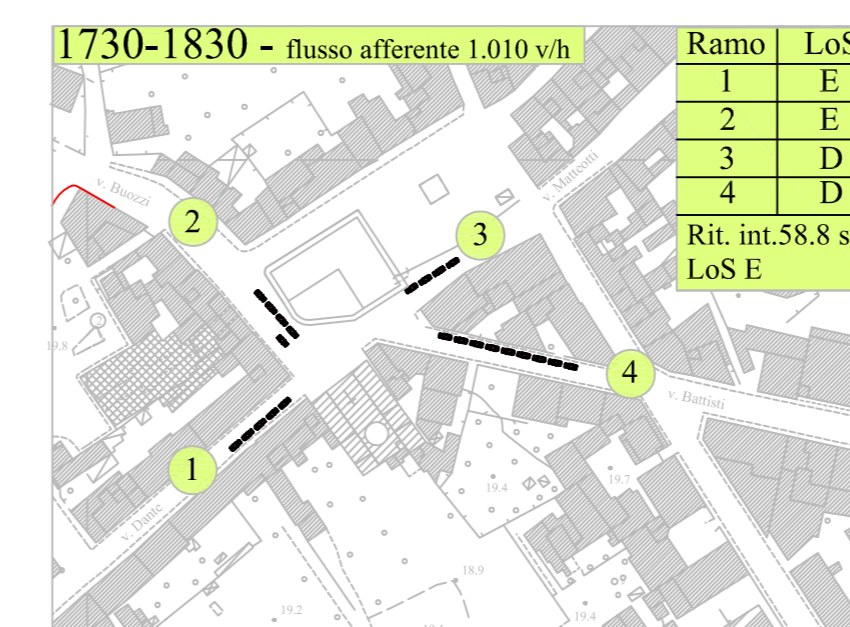 1730-1830 - flusso afferente 1.010 v/h
Ramo LoS
1 E
2 E
3 D
4 D
Rit. int.58.8 s
LoS E
v. Buozzi
v. Matteotti
2
3
2
19.8
4
v. Battisti
1
v. Dante
19.4
19.7
18.9
19.2
19.4